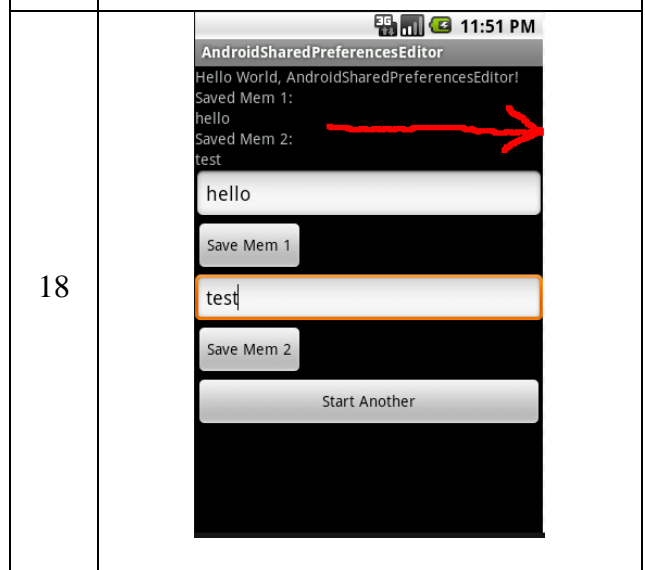 3G 11:51 PM
AndroidSharedPreferencesEditor
Hello World, AndroidSharedPreferencesEditor!
Saved Mem 1:
hello
Saved Mem 2:
test
hello
Save Mem 1
18
test
Save Mem 2
Start Another